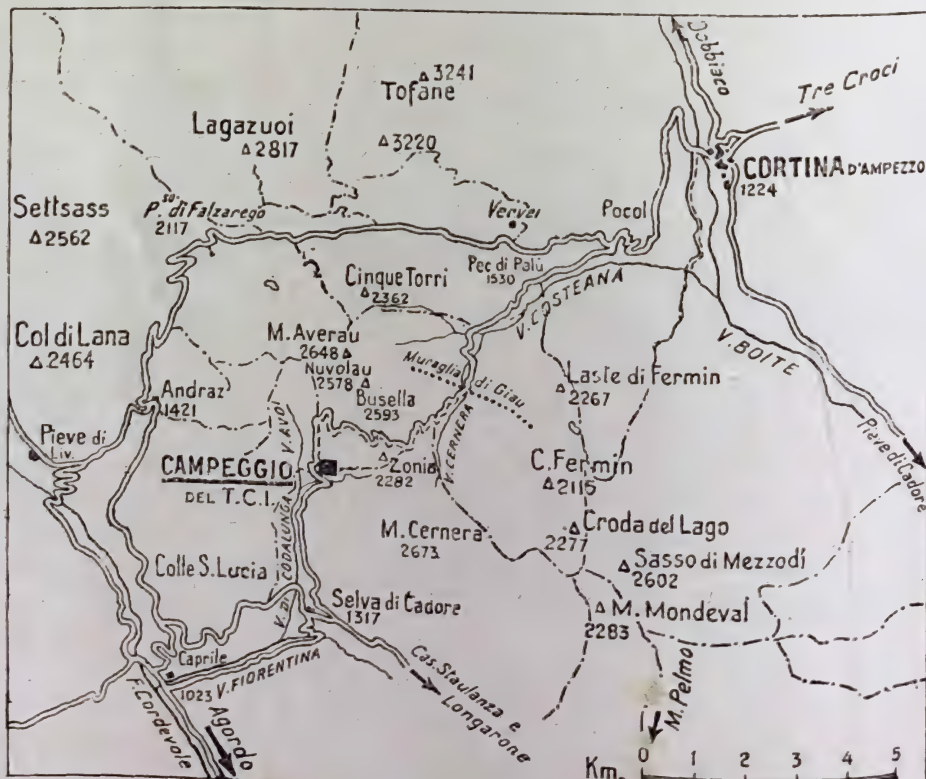 Dobbiaco
Tre Croci
△3241
Tofane
△3220
Lagazuoi
△2817
CORTINA D'AMPEZZO
1224
Settsass
△2562
P.so di Falzarego
2117
Vervei
Pocol
Pec di Palù
1530
Cinque Torri
△2362
V. COSTEANA
V. BOITE
Col di Lana
△2464
M. Averau
2648△
Nuvolau
2578△
Busella
2593
Muraglia di Giau
Laste di Fermin
△2267
Andraz
1421
Pieve di
Liv.
V. AVOI
CAMPEGGIO
DEL T.C.I.
△Zonia
2282
V. CERNERA
C. Fermin
△2115
Pieve di Cadore
M. Cernera
2673
△Croda del Lago
2277
△Sasso di Mezzodí
2602
△M. Mondeval
2283
Colle S. Lucia
V. DI CODALUNGA
Selva di Cadore
1317
Caprile
1023
V. FIORENTINA
Cas. Staulanza e
Longarone
M. Pelmo
F. Cordevole
Agordo
Km. 0 1 2 3 4 5